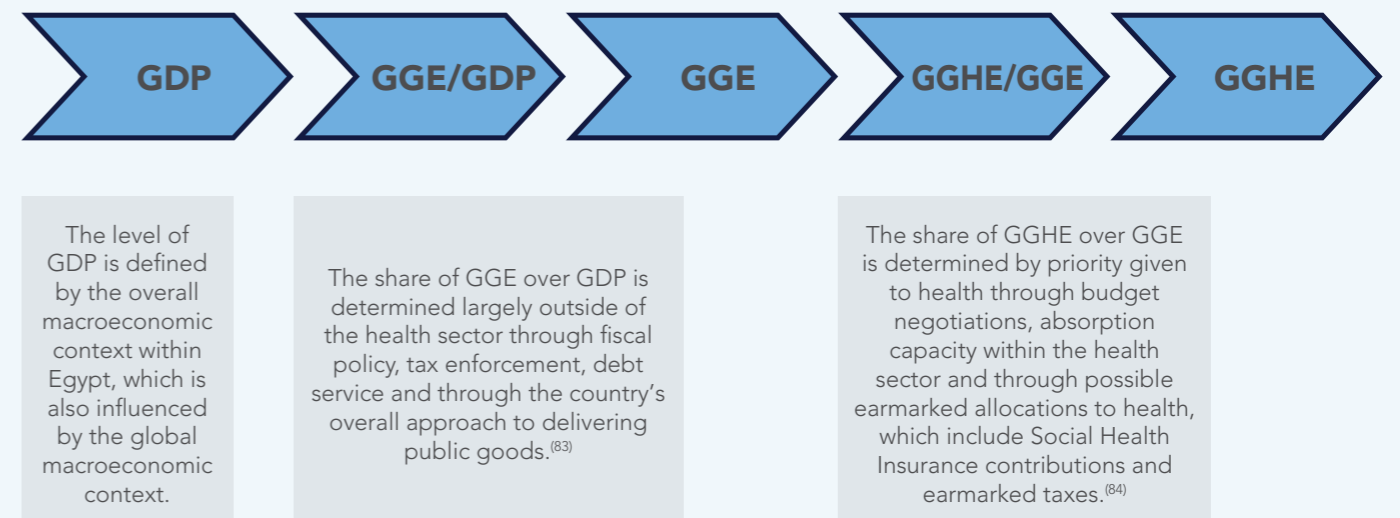 GDP
GGE/GDP
GGE
GGHE/GGE
GGHE
The level of
GDP is defined
by the overall
macroeconomic
context within
Egypt, which is
also influenced
by the global
macroeconomic
context.
The share of GGE over GDP is
determined largely outside of
the health sector through fiscal
policy, tax enforcement, debt
service and through the country’s
overall approach to delivering
public goods.(83)
The share of GGHE over GGE
is determined by priority given
to health through budget
negotiations, absorption
capacity within the health
sector and through possible
earmarked allocations to health,
which include Social Health
Insurance contributions and
earmarked taxes.(84)